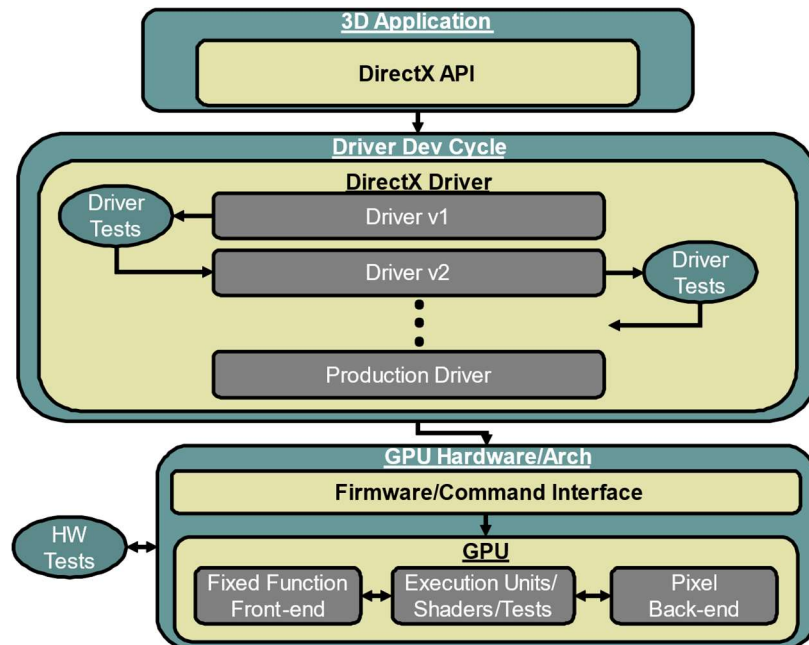 3D Application
DirectX API
Driver Dev Cycle
DirectX Driver
Driver
Tests
Driver v1
Driver v2
Driver
Tests
Production Driver
GPU Hardware/Arch
Firmware/Command Interface
HW
Tests
GPU
Fixed Function
Front-end
Execution Units/
Shaders/Tests
Pixel
Back-end